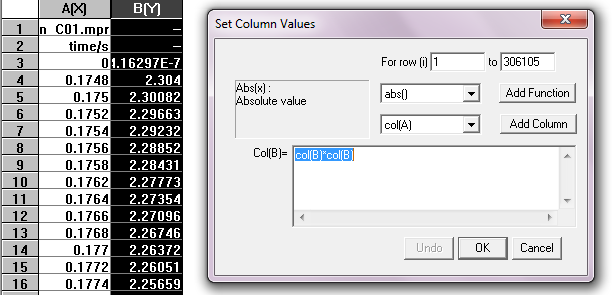 A(X) B(Y)
1 n_C01.mpr --
2 time/s --
3 0 4.16297E-7
4 0.1748 2.304
5 0.175 2.30082
6 0.1752 2.29663
7 0.1754 2.29232
8 0.1756 2.28852
9 0.1758 2.28431
10 0.1762 2.27773
11 0.1764 2.27354
12 0.1766 2.27096
13 0.1768 2.26746
14 0.177 2.26372
15 0.1772 2.26051
16 0.1774 2.25659
Set Column Values
For row (i) 1 to 306105
Abs(x) :
Absolute value
abs() Add Function
col(A) Add Column
Col(B)= col(B)*col(B)
Undo OK Cancel